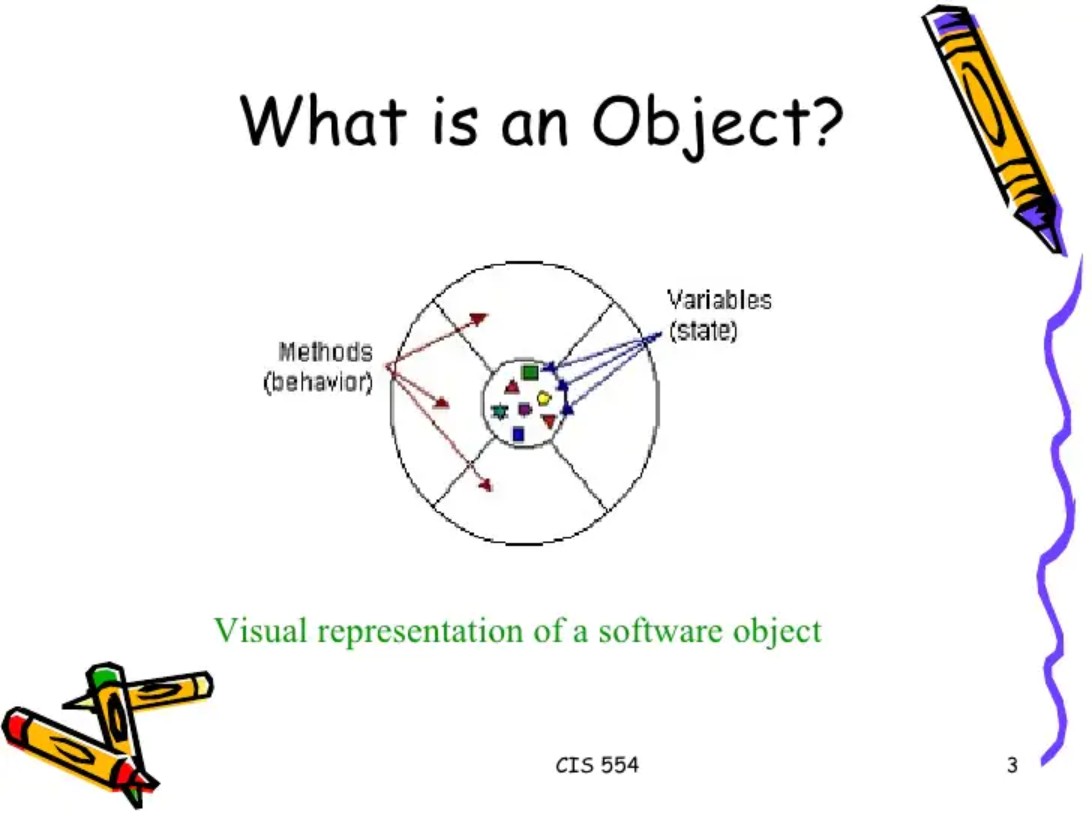 What is an Object?
Variables
(state)
Methods
(behavior)
Visual representation of a software object
CIS 554
3